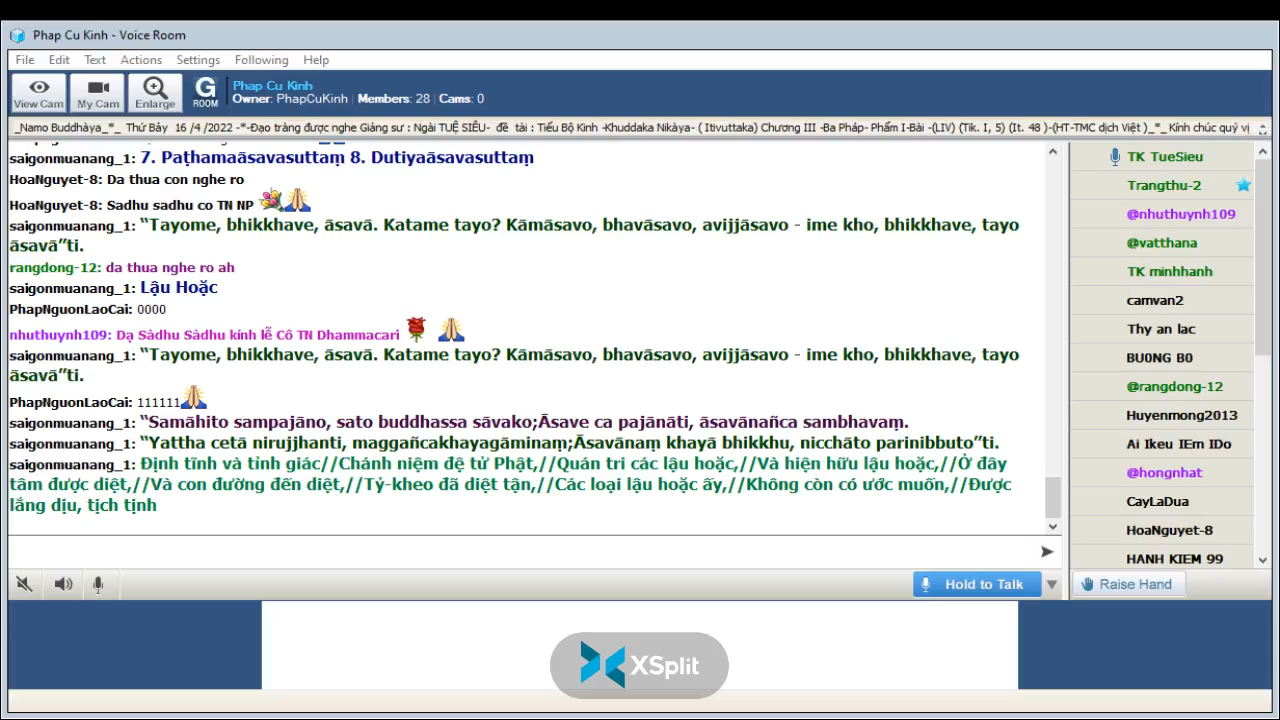 Phap Cu Kinh - Voice Room
File Edit Text Actions Settings Following Help
View Cam My Cam Enlarge G ROOM
Phap Cu Kinh
Owner: PhapCuKinh | Members: 28 | Cams: 0
_Namo Buddhàya_*_ Thứ Bảy 16 /4 /2022 -*-Đạo tràng được nghe Giảng sư : Ngài TUỆ SIÊU- đề tài : Tiểu Bộ Kinh -Khuddaka Nikàya- ( Itivuttaka) Chương III -Ba Pháp- Phẩm I-Bài -(LIV) (Tik. I, 5) (It. 48 )-(HT-TMC dịch Việt )_*_ Kính chúc quý vị
saigonmuanang_1: 7. Paṭhamaāsavasuttaṃ 8. Dutiyaāsavasuttaṃ
HoaNguyet-8: Da thua con nghe ro
HoaNguyet-8: Sadhu sadhu co TN NP
saigonmuanang_1: “Tayome, bhikkhave, āsavā. Katame tayo? Kāmāsavo, bhavāsavo, avijjāsavo - ime kho, bhikkhave, tayo
āsavā”ti.
rangdong-12: da thua nghe ro ah
saigonmuanang_1: Lậu Hoặc
PhapNguonLaoCai: 0000
nhuthuynh109: Dạ Sàdhu Sàdhu kính lễ Cô TN Dhammacari
saigonmuanang_1: “Tayome, bhikkhave, āsavā. Katame tayo? Kāmāsavo, bhavāsavo, avijjāsavo - ime kho, bhikkhave, tayo
āsavā”ti.
PhapNguonLaoCai: 111111
saigonmuanang_1: “Samāhito sampajāno, sato buddhassa sāvako;Āsave ca pajānāti, āsavānañca sambhavaṃ.
saigonmuanang_1: “Yattha cetā nirujjhanti, maggañcakhayagāminaṃ;Āsavānaṃ khayā bhikkhu, nicchāto parinibbuto”ti.
saigonmuanang_1: Định tĩnh và tỉnh giác//Chánh niệm đệ tử Phật,//Quán tri các lậu hoặc,//Và hiện hữu lậu hoặc,//Ở đây
tâm được diệt,//Và con đường đến diệt,//Tỷ-kheo đã diệt tận,//Các loại lậu hoặc ấy,//Không còn có ước muốn,//Được
lắng dịu, tịch tịnh
TK TueSieu
Trangthu-2
@nhuthuynh109
@vatthana
TK minhhanh
camvan2
Thy an lac
BU0NG B0
@rangdong-12
Huyenmong2013
Ai lkeu IEm IDo
@hongnhat
CayLaDua
HoaNguyet-8
HANH KIEM 99
Hold to Talk
Raise Hand
XSplit